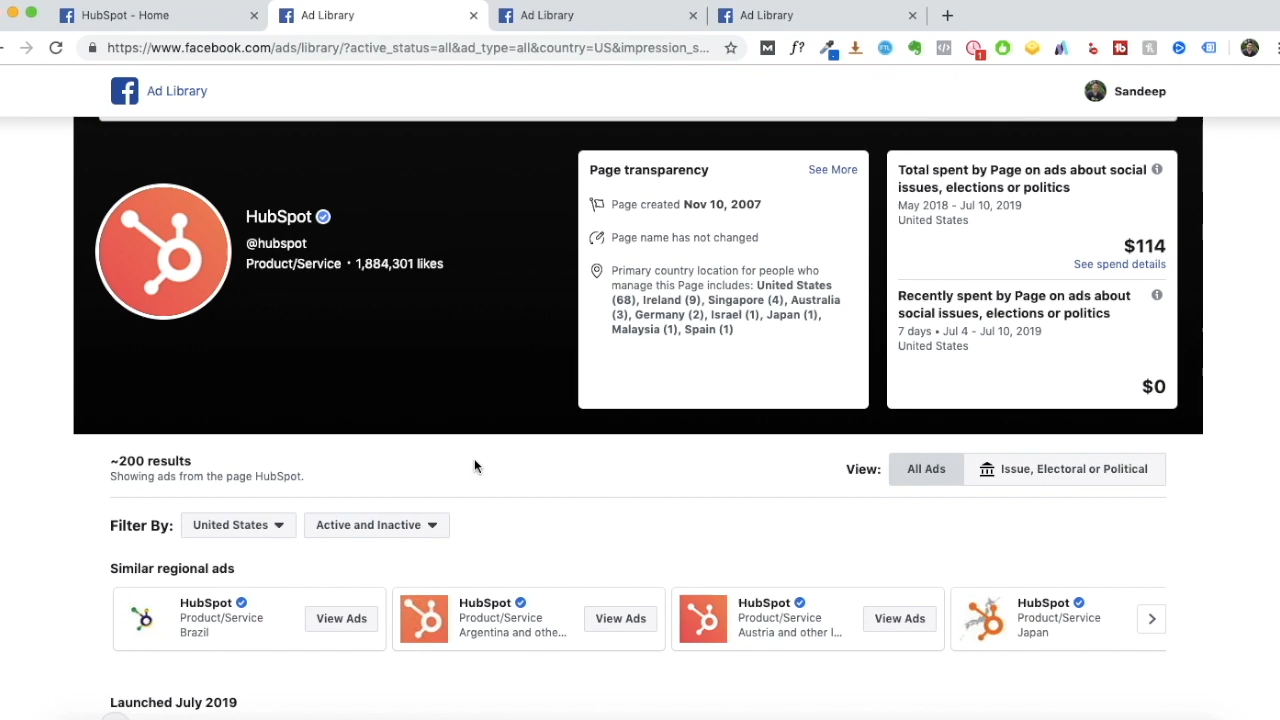 HubSpot - Home
Ad Library
Ad Library
Ad Library
https://www.facebook.com/ads/library/?active_status=all&ad_type=all&country=US&impression_s...
Ad Library
Sandeep
HubSpot
@hubspot
Product/Service · 1,884,301 likes
Page transparency
See More
Page created Nov 10, 2007
Page name has not changed
Primary country location for people who
manage this Page includes: United States
(68), Ireland (9), Singapore (4), Australia
(3), Germany (2), Israel (1), Japan (1),
Malaysia (1), Spain (1)
Total spent by Page on ads about social
issues, elections or politics
May 2018 - Jul 10, 2019
United States
$114
See spend details
Recently spent by Page on ads about
social issues, elections or politics
7 days • Jul 4 - Jul 10, 2019
United States
$0
~200 results
Showing ads from the page HubSpot.
View:
All Ads
Issue, Electoral or Political
Filter By:
United States
Active and Inactive
Similar regional ads
HubSpot
Product/Service
Brazil
View Ads
HubSpot
Product/Service
Argentina and othe...
View Ads
HubSpot
Product/Service
Austria and other l...
View Ads
HubSpot
Product/Service
Japan
Launched July 2019